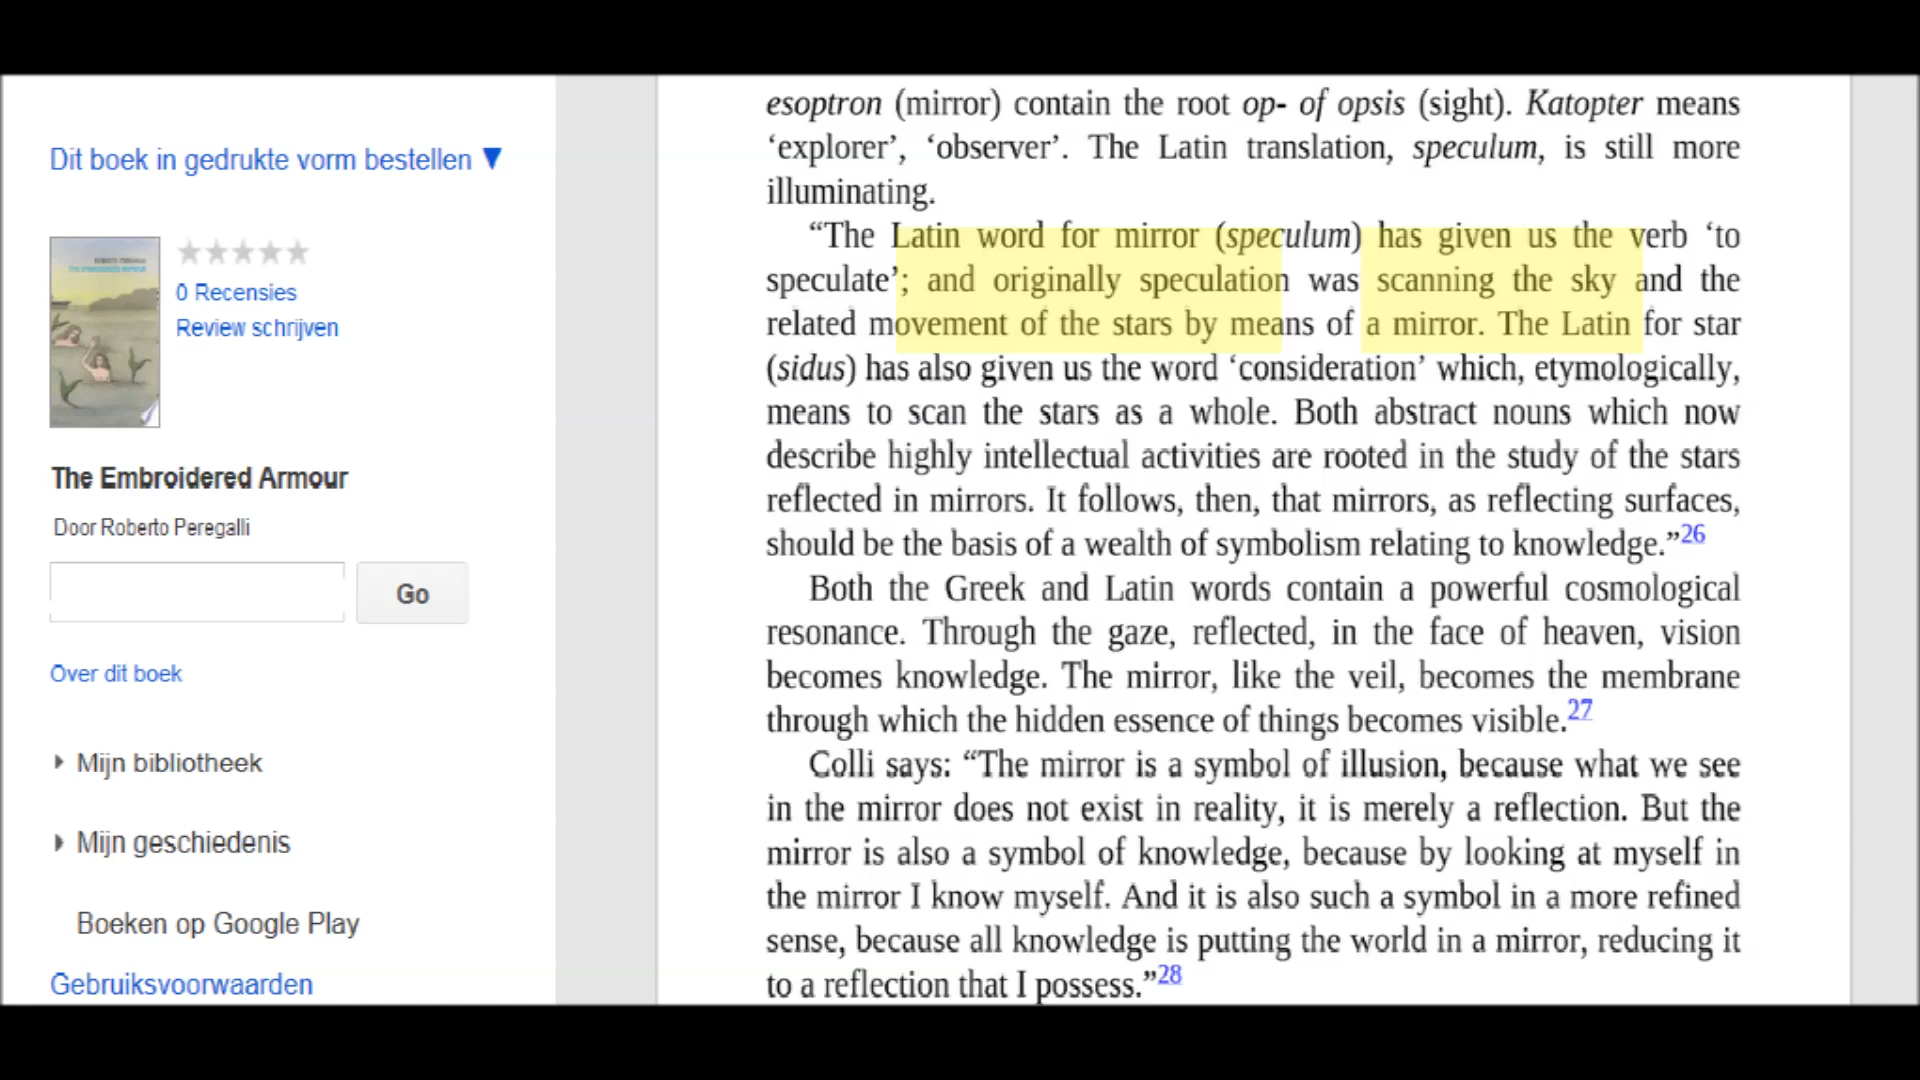 Dit boek in gedrukte vorm bestellen ▼
0 Recensies
Review schrijven
The Embroidered Armour
Door Roberto Peregalli
Go
Over dit boek
Mijn bibliotheek
Mijn geschiedenis
Boeken op Google Play
Gebruiksvoorwaarden
esoptron (mirror) contain the root op- of opsis (sight). Katopter means
‘explorer’, ‘observer’. The Latin translation, speculum, is still more
illuminating.
“The Latin word for mirror (speculum) has given us the verb ‘to
speculate’; and originally speculation was scanning the sky and the
related movement of the stars by means of a mirror. The Latin for star
(sidus) has also given us the word ‘consideration’ which, etymologically,
means to scan the stars as a whole. Both abstract nouns which now
describe highly intellectual activities are rooted in the study of the stars
reflected in mirrors. It follows, then, that mirrors, as reflecting surfaces,
should be the basis of a wealth of symbolism relating to knowledge.”26
Both the Greek and Latin words contain a powerful cosmological
resonance. Through the gaze, reflected, in the face of heaven, vision
becomes knowledge. The mirror, like the veil, becomes the membrane
through which the hidden essence of things becomes visible.27
Colli says: “The mirror is a symbol of illusion, because what we see
in the mirror does not exist in reality, it is merely a reflection. But the
mirror is also a symbol of knowledge, because by looking at myself in
the mirror I know myself. And it is also such a symbol in a more refined
sense, because all knowledge is putting the world in a mirror, reducing it
to a reflection that I possess.”28